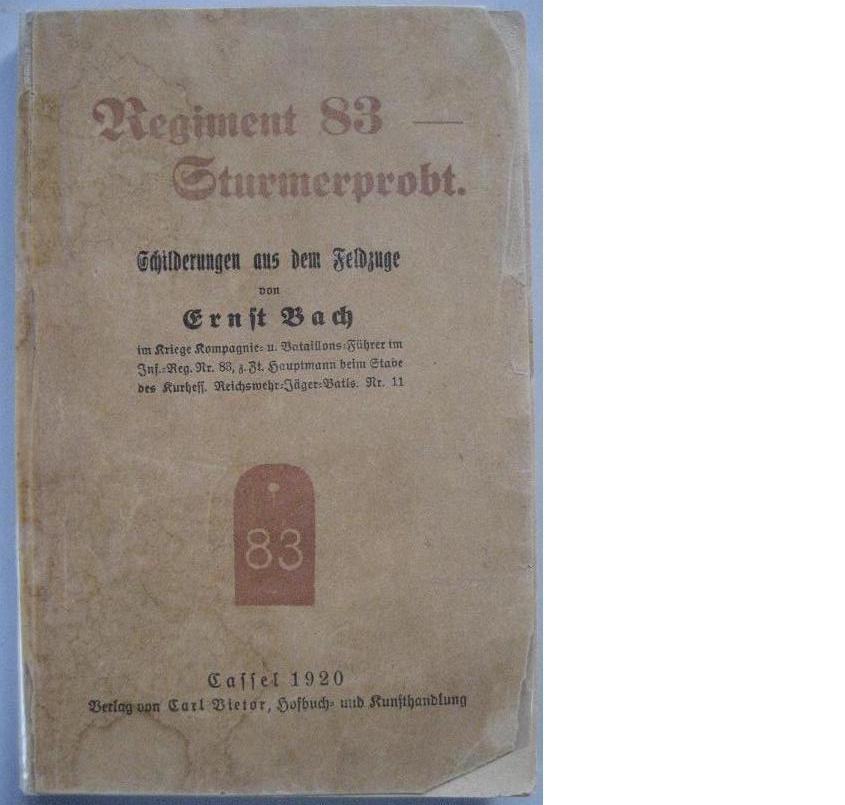 Regiment 83 —
Sturmerprobt.
Schilderungen aus dem Feldzuge
von
Ernst Bach
im Kriege Kompagnie- u. Bataillons-Führer im
Inf.-Reg. Nr. 83, z. Zt. Hauptmann beim Stabe
des Kurhess. Reichswehr-Jäger-Batls. Nr. 11
83
Cassel 1920
Verlag von Carl Vietor, Hofbuch- und Kunsthandlung